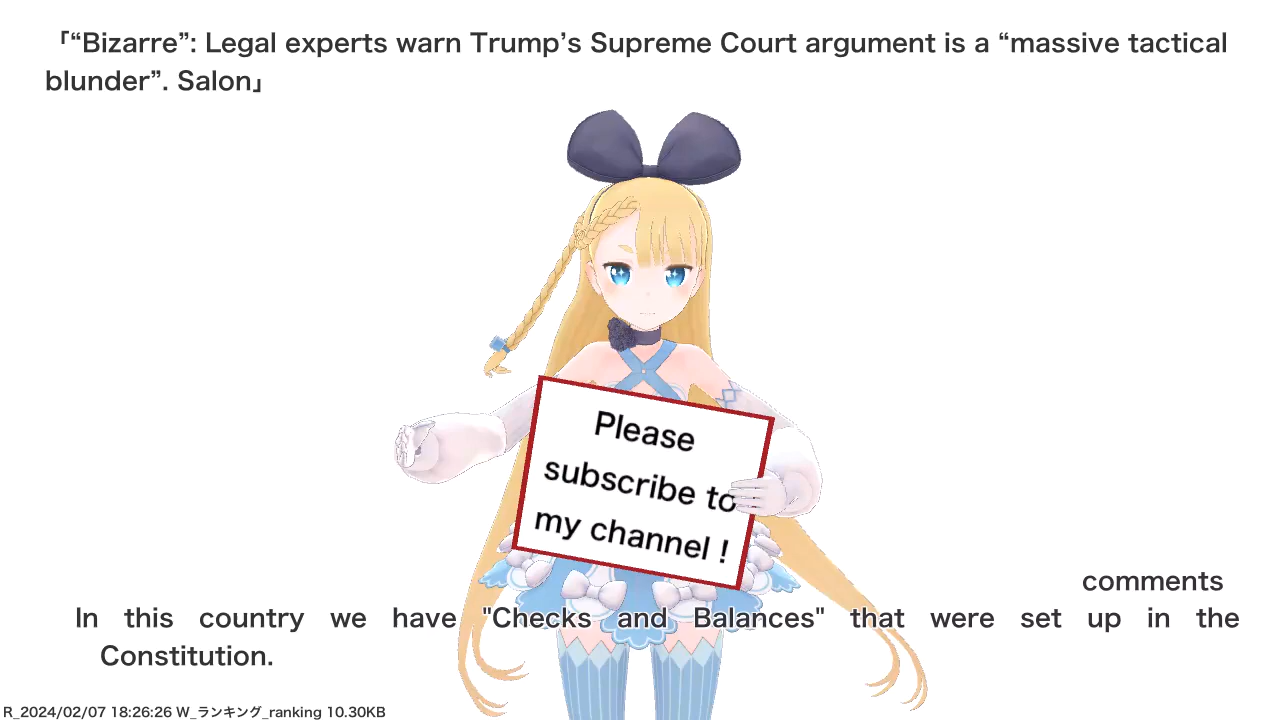 「“Bizarre”: Legal experts warn Trump’s Supreme Court argument is a “massive tactical
blunder”. Salon」
Please
subscribe to
my channel !
comments
In this country we have "Checks and Balances" that were set up in the
Constitution.
R_2024/02/07 18:26:26 W_ランキング_ranking 10.30KB